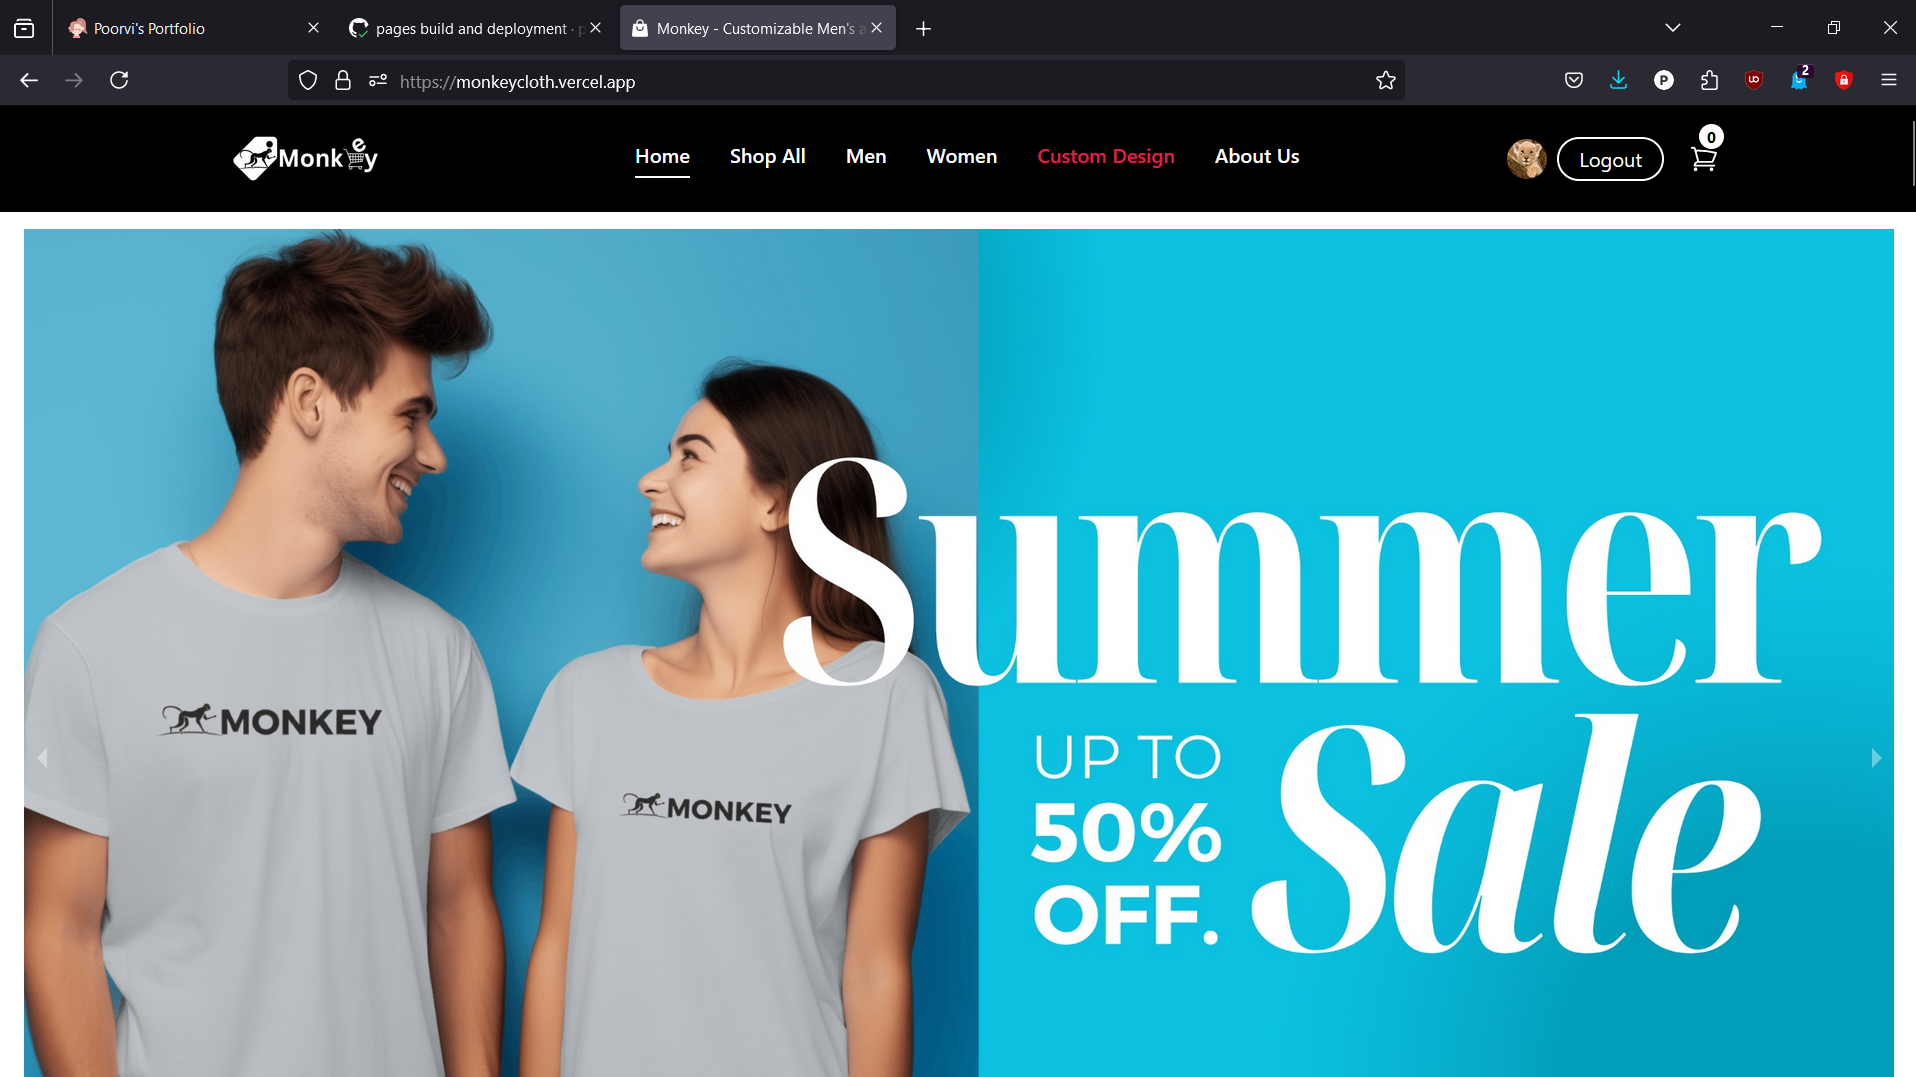 Poorvi's Portfolio
pages build and deployment · p
Monkey - Customizable Men's a
https://monkeycloth.vercel.app
P
uo
2
Monkey
Home
Shop All
Men
Women
Custom Design
About Us
Logout
0
Summer
UP TO
50%
OFF.
Sale
MONKEY
MONKEY